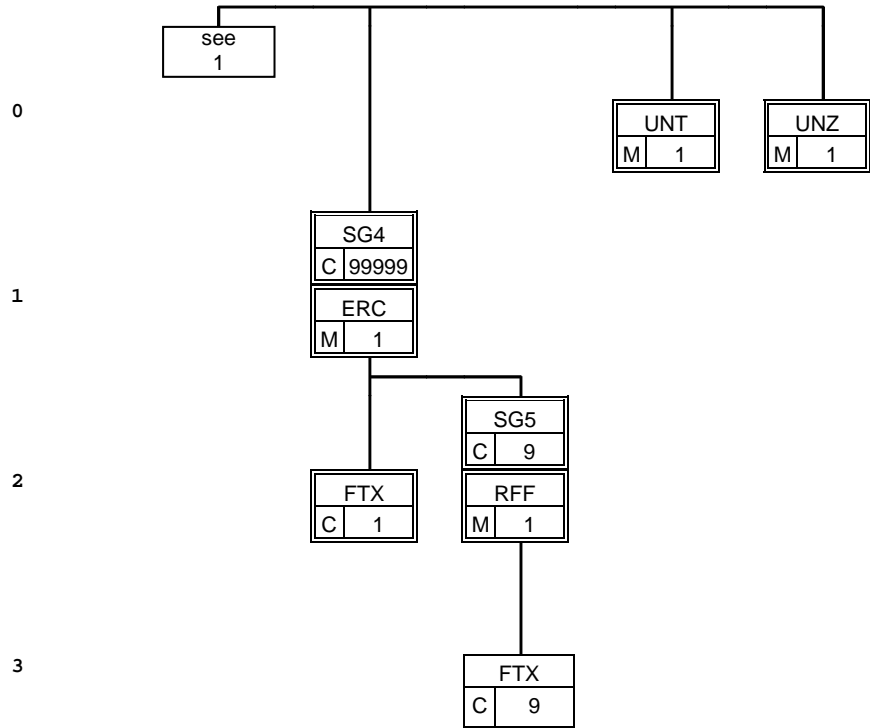 see
1
0
UNT
UNZ
M 1
M 1
SG4
C 99999
1
ERC
M 1
SG5
C 9
2
FTX
RFF
C 1
M 1
3
FTX
C 9